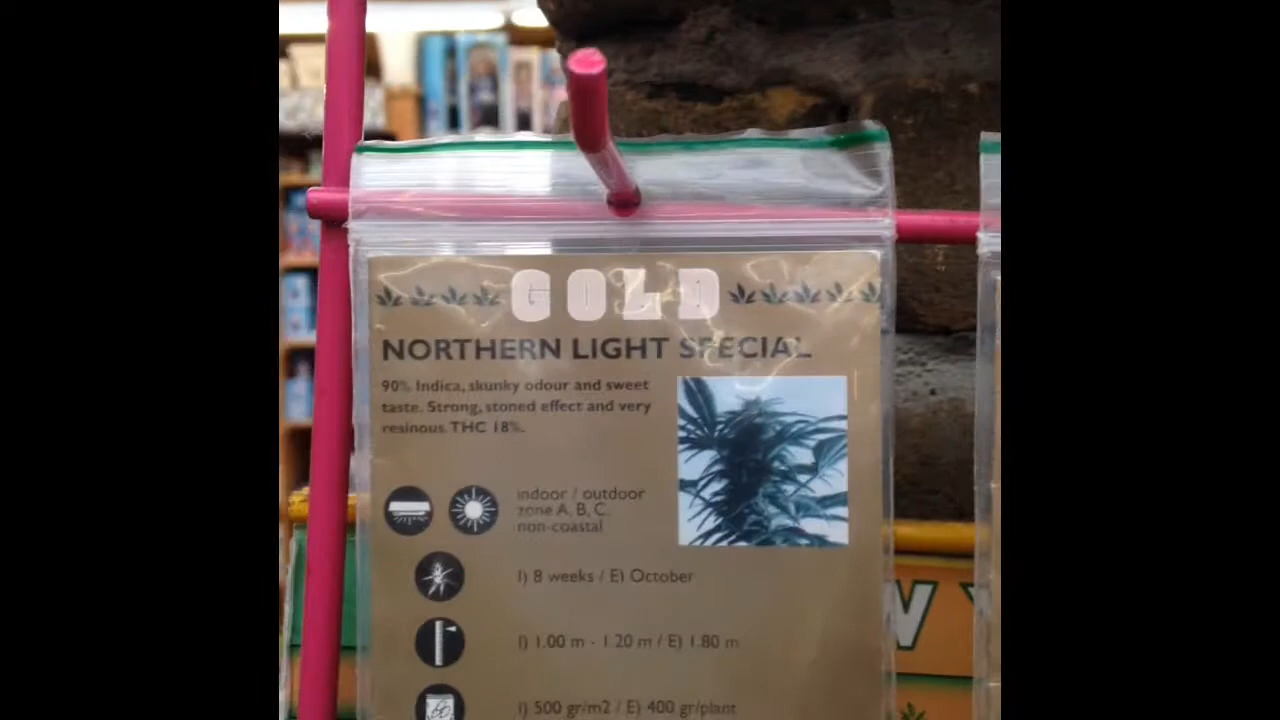 GOLD
NORTHERN LIGHT SPECIAL
90% Indica, skunky odour and sweet
taste. Strong, stoned effect and very
resinous. THC 18%.
indoor / outdoor
zone A, B, C.
non-coastal
I) 8 weeks / E) October
I) 1.00 m - 1.20 m / E) 1.80 m
I) 500 gr/m2 / E) 400 gr/plant
W